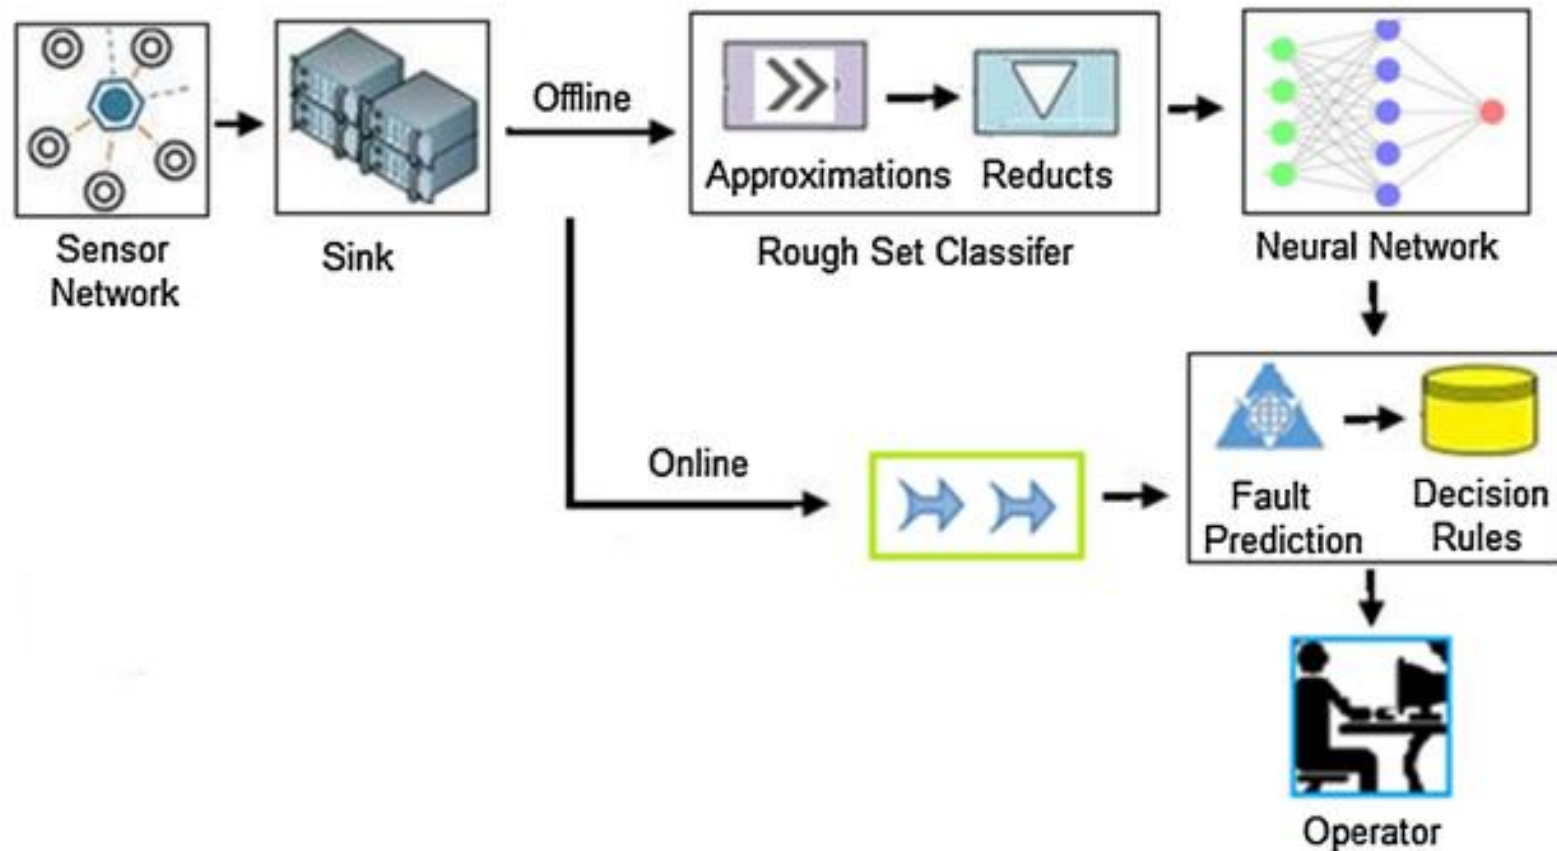 Offline
Approximations
Reducts
Sensor
Network
Sink
Rough Set Classifer
Neural Network
Online
Fault
Prediction
Decision
Rules
Operator